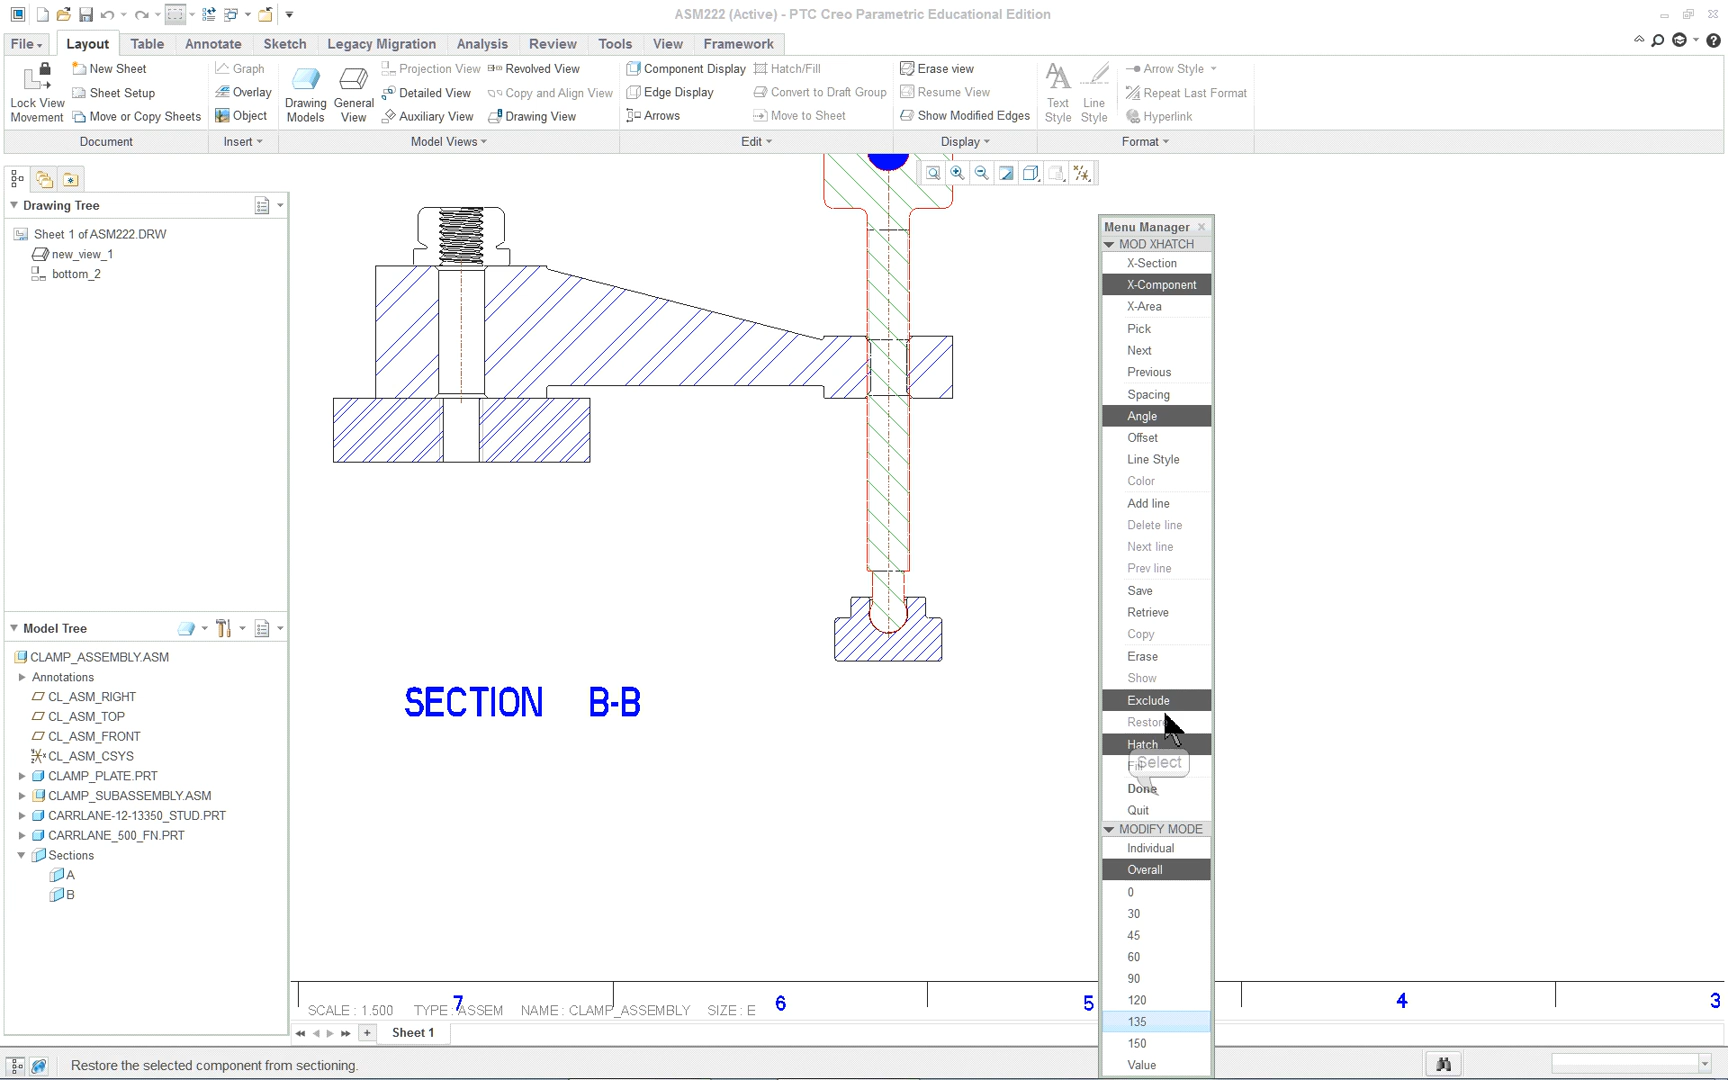 ASM222 (Active) - PTC Creo Parametric Educational Edition
File
Layout
Table
Annotate
Sketch
Legacy Migration
Analysis
Review
Tools
View
Framework
Lock View Movement
New Sheet
Sheet Setup
Move or Copy Sheets
Document
Graph
Overlay
Object
Insert
Drawing Models
General View
Projection View
Detailed View
Auxiliary View
Revolved View
Copy and Align View
Drawing View
Model Views
Component Display
Edge Display
Arrows
Hatch/Fill
Convert to Draft Group
Move to Sheet
Edit
Erase view
Resume View
Show Modified Edges
Display
Text Style
Line Style
Arrow Style
Repeat Last Format
Hyperlink
Format
Drawing Tree
Sheet 1 of ASM222.DRW
new_view_1
bottom_2
Model Tree
CLAMP_ASSEMBLY.ASM
Annotations
CL_ASM_RIGHT
CL_ASM_TOP
CL_ASM_FRONT
CL_ASM_CSYS
CLAMP_PLATE.PRT
CLAMP_SUBASSEMBLY.ASM
CARRLANE-12-13350_STUD.PRT
CARRLANE_500_FN.PRT
Sections
A
B
SECTION B-B
Menu Manager
MOD XHATCH
X-Section
X-Component
X-Area
Pick
Next
Previous
Spacing
Angle
Offset
Line Style
Color
Add line
Delete line
Next line
Prev line
Save
Retrieve
Copy
Erase
Show
Exclude
Restore
Hatch
Fill
Select
Done
Quit
MODIFY MODE
Individual
Overall
0
30
45
60
90
120
135
150
Value
7
6
5
4
3
SCALE : 1.500 TYPE : ASSEM NAME : CLAMP_ASSEMBLY SIZE : E
Sheet 1
Restore the selected component from sectioning.